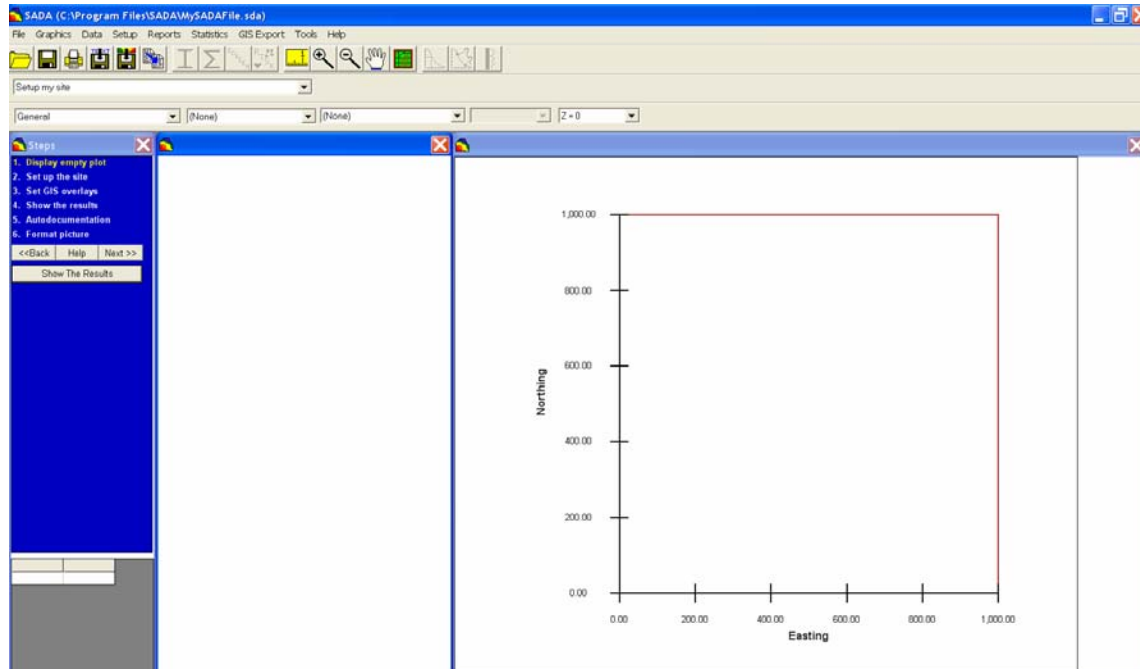 SADA (C:\Program Files\SADA\MySADAFile.sda)
File Graphics Data Setup Reports Statistics GIS Export Tools Help
Setup my site
General (None) (None) Z = 0
Steps
1. Display empty plot
2. Set up the site
3. Set GIS overlays
4. Show the results
5. Autodocumentation
6. Format picture
<<Back Help Next >>
Show The Results
1,000.00
800.00
600.00
400.00
200.00
0.00
Northing
0.00 200.00 400.00 600.00 800.00 1,000.00
Easting